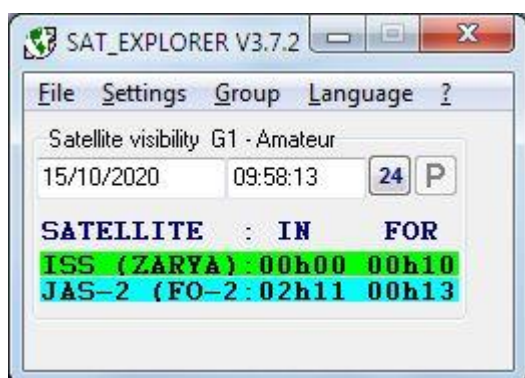 SAT_EXPLORER V3.7.2
File Settings Group Language ?
Satellite visibility G1 - Amateur
15/10/2020 09:58:13 24 P
SATELLITE : IN FOR
ISS (ZARYA):00h00 00h10
JAS-2 (FO-2:02h11 00h13